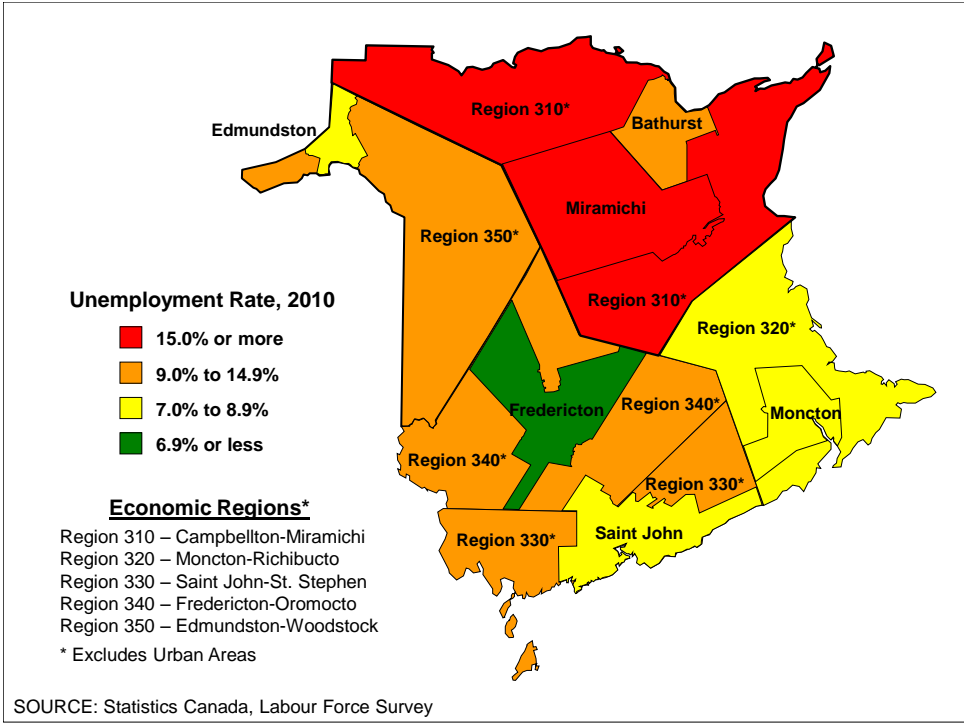 Region 310*
Edmundston
Bathurst
Miramichi
Region 350*
Unemployment Rate, 2010
15.0% or more
9.0% to 14.9%
7.0% to 8.9%
6.9% or less
Region 310*
Region 320*
Fredericton
Region 340*
Moncton
Region 340*
Region 330*
Saint John
Region 330*
Economic Regions*
Region 310 – Campbellton-Miramichi
Region 320 – Moncton-Richibucto
Region 330 – Saint John-St. Stephen
Region 340 – Fredericton-Oromocto
Region 350 – Edmundston-Woodstock
* Excludes Urban Areas
SOURCE: Statistics Canada, Labour Force Survey